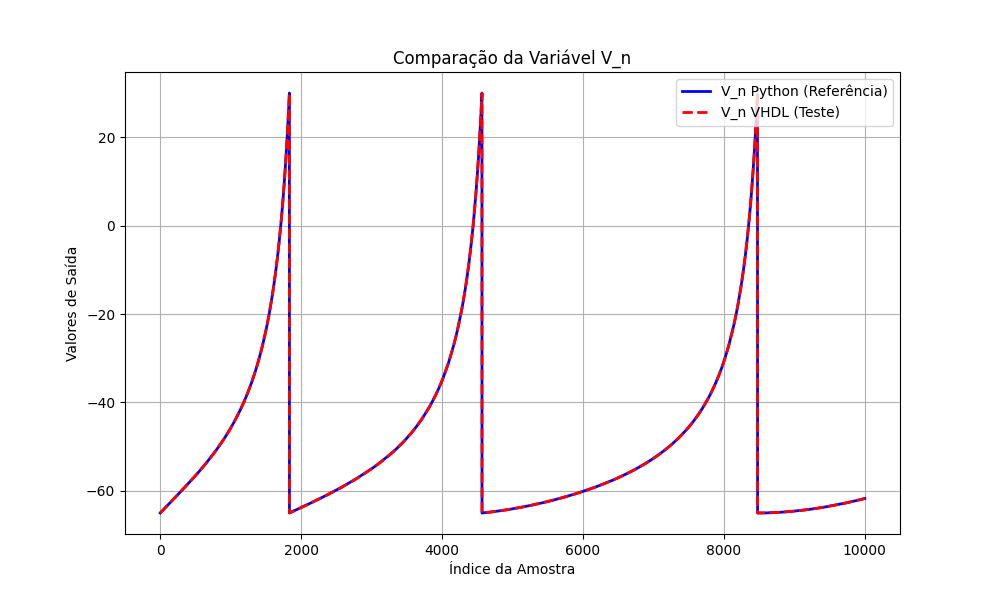 Comparação da Variável V_n
V_n Python (Referência)
V_n VHDL (Teste)
Valores de Saída
20
0
−20
−40
−60
0
2000
4000
6000
8000
10000
Índice da Amostra